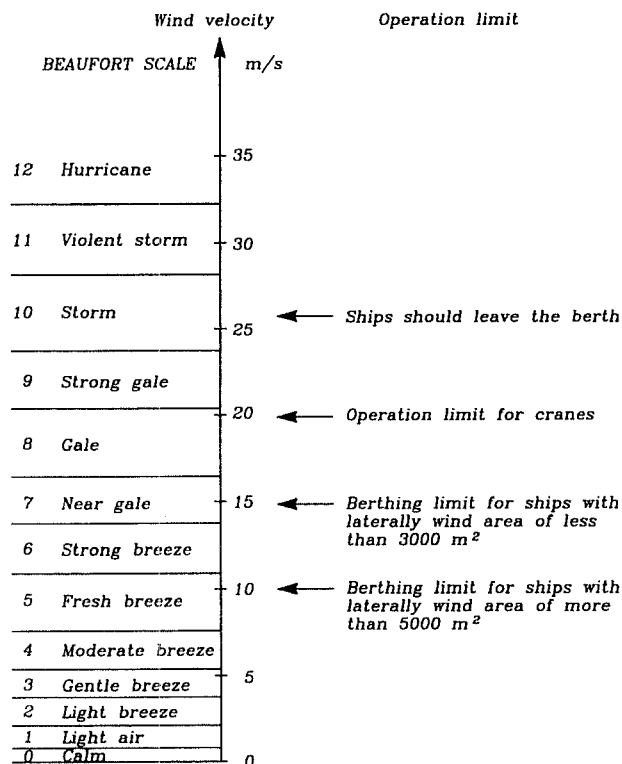 Wind velocity Operation limit
BEAUFORT SCALE m/s
35
12 Hurricane
11 Violent storm 30
10 Storm Ships should leave the berth
25
9 Strong gale
20 Operation limit for cranes
8 Gale
7 Near gale 15 Berthing limit for ships with
laterally wind area of less
than 3000 m²
6 Strong breeze
10 Berthing limit for ships with
5 Fresh breeze laterally wind area of more
than 5000 m²
4 Moderate breeze
5
3 Gentle breeze
2 Light breeze
1 Light air
0 Calm 0